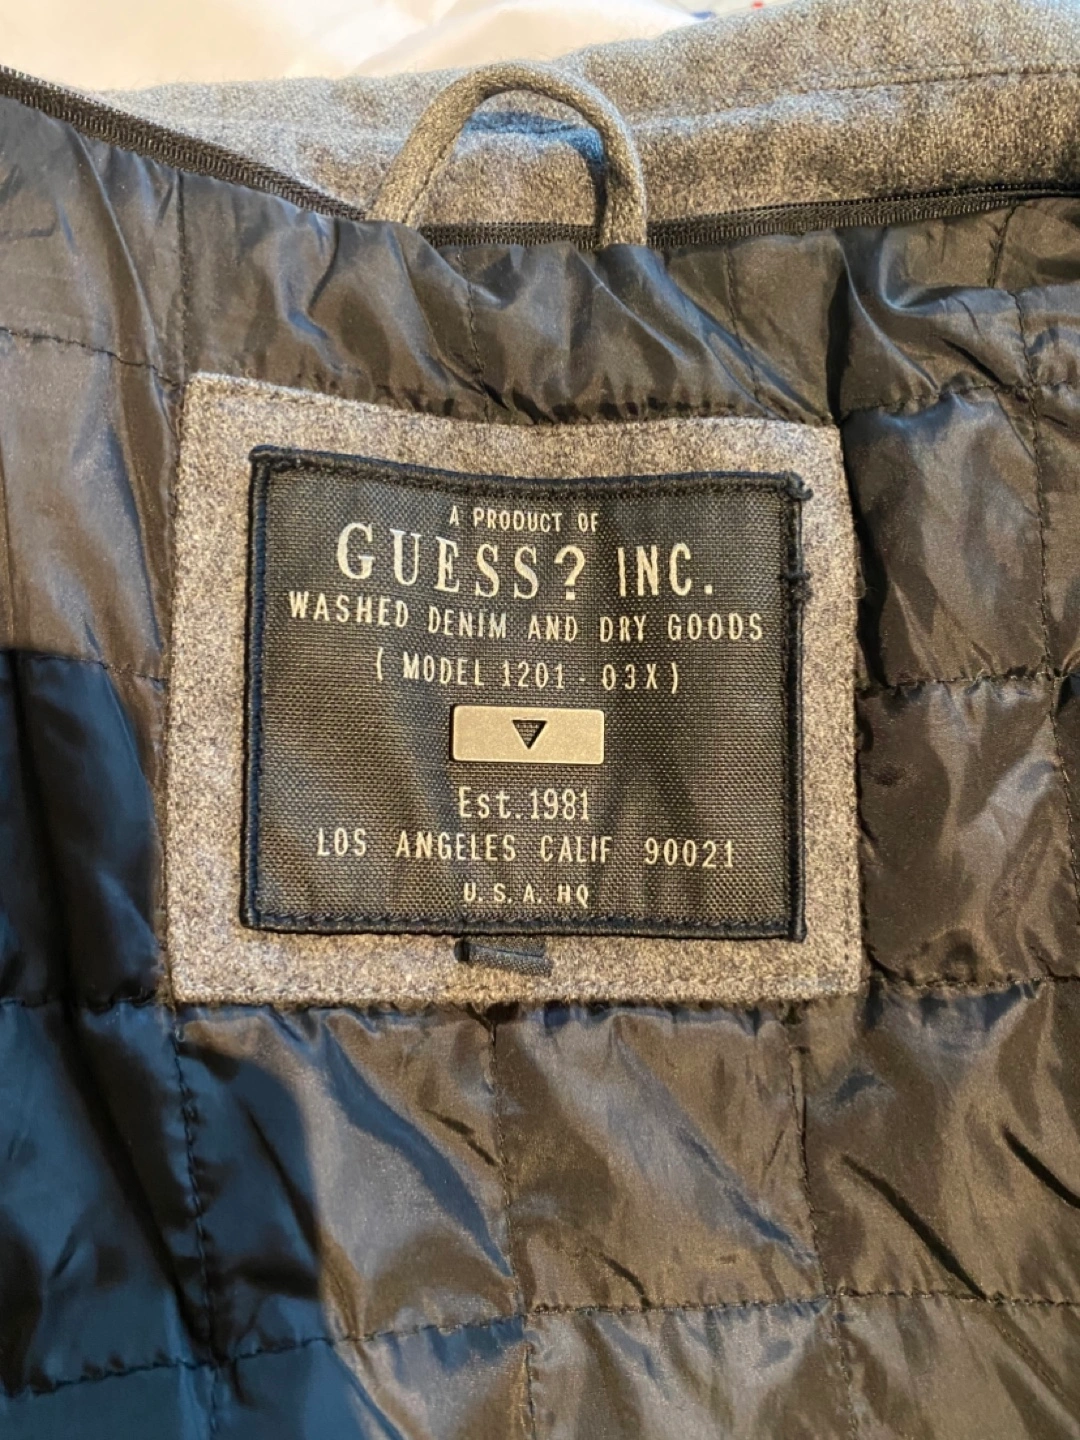 A PRODUCT OF
GUESS? INC.
WASHED DENIM AND DRY GOODS
( MODEL 1201 - 03X )
Est. 1981
LOS ANGELES CALIF 90021
U. S. A. HQ